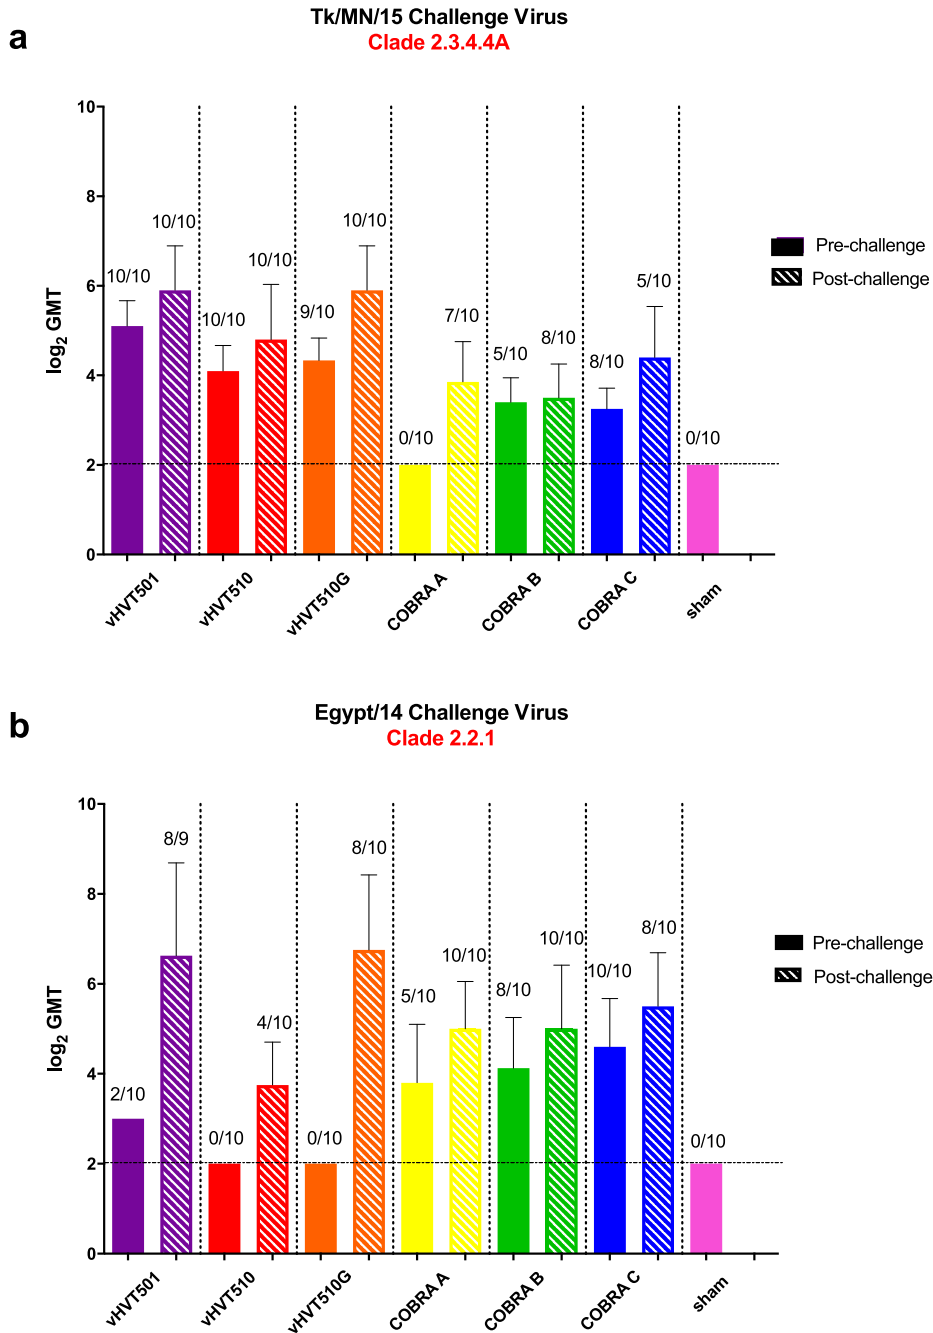 a
Tk/MN/15 Challenge Virus
Clade 2.3.4.4A
log2 GMT
10
8
6
4
2
0
10/10
10/10
10/10
10/10
9/10
10/10
0/10
7/10
5/10
8/10
8/10
5/10
0/10
Pre-challenge
Post-challenge
vHVT501
vHVT510
vHVT510G
COBRA A
COBRA B
COBRA C
sham
b
Egypt/14 Challenge Virus
Clade 2.2.1
log2 GMT
10
8
6
4
2
0
2/10
8/9
0/10
4/10
0/10
8/10
5/10
10/10
8/10
10/10
10/10
8/10
0/10
Pre-challenge
Post-challenge
vHVT501
vHVT510
vHVT510G
COBRA A
COBRA B
COBRA C
sham